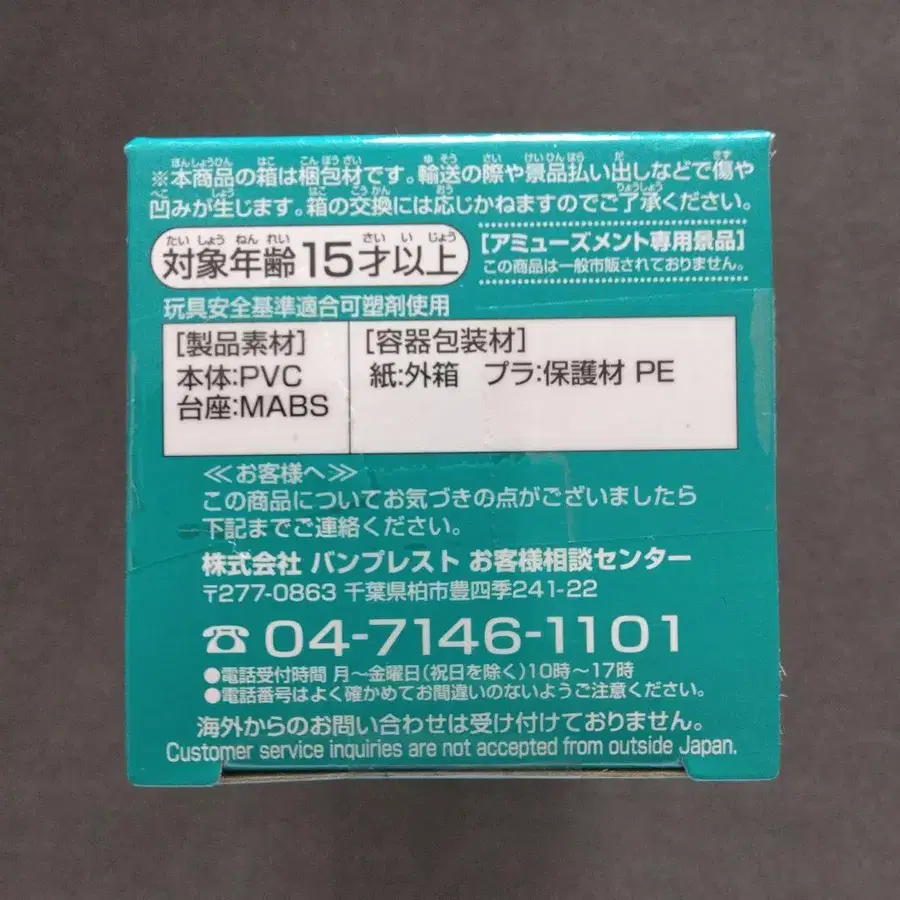 ※本商品の箱は梱包材です。輸送の際や景品払い出しなどで傷や
凹みが生じます。箱の交換には応じかねますのでご了承ください。
対象年齢15才以上
[アミューズメント専用景品]
この商品は一般市販されておりません。
玩具安全基準適合可塑剤使用
[製品素材]
本体:PVC
台座:MABS
[容器包装材]
紙:外箱 プラ:保護材 PE
≪お客様へ≫
この商品についてお気づきの点がございましたら
下記までご連絡ください。
株式会社 バンプレスト お客様相談センター
〒277-0863 千葉県柏市豊四季241-22
☎04-7146-1101
●電話受付時間 月〜金曜日(祝日を除く)10時〜17時
●電話番号はよく確かめてお間違いのないようご注意ください。
海外からのお問い合わせは受け付けておりません。
Customer service inquiries are not accepted from outside Japan.